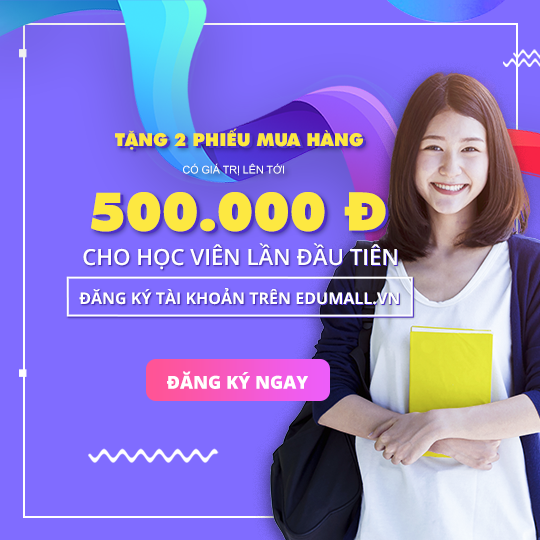 TẶNG 2 PHIẾU MUA HÀNG
CÓ GIÁ TRỊ LÊN TỚI
500.000 Đ
CHO HỌC VIÊN LẦN ĐẦU TIÊN
ĐĂNG KÝ TÀI KHOẢN TRÊN EDUMALL.VN
ĐĂNG KÝ NGAY